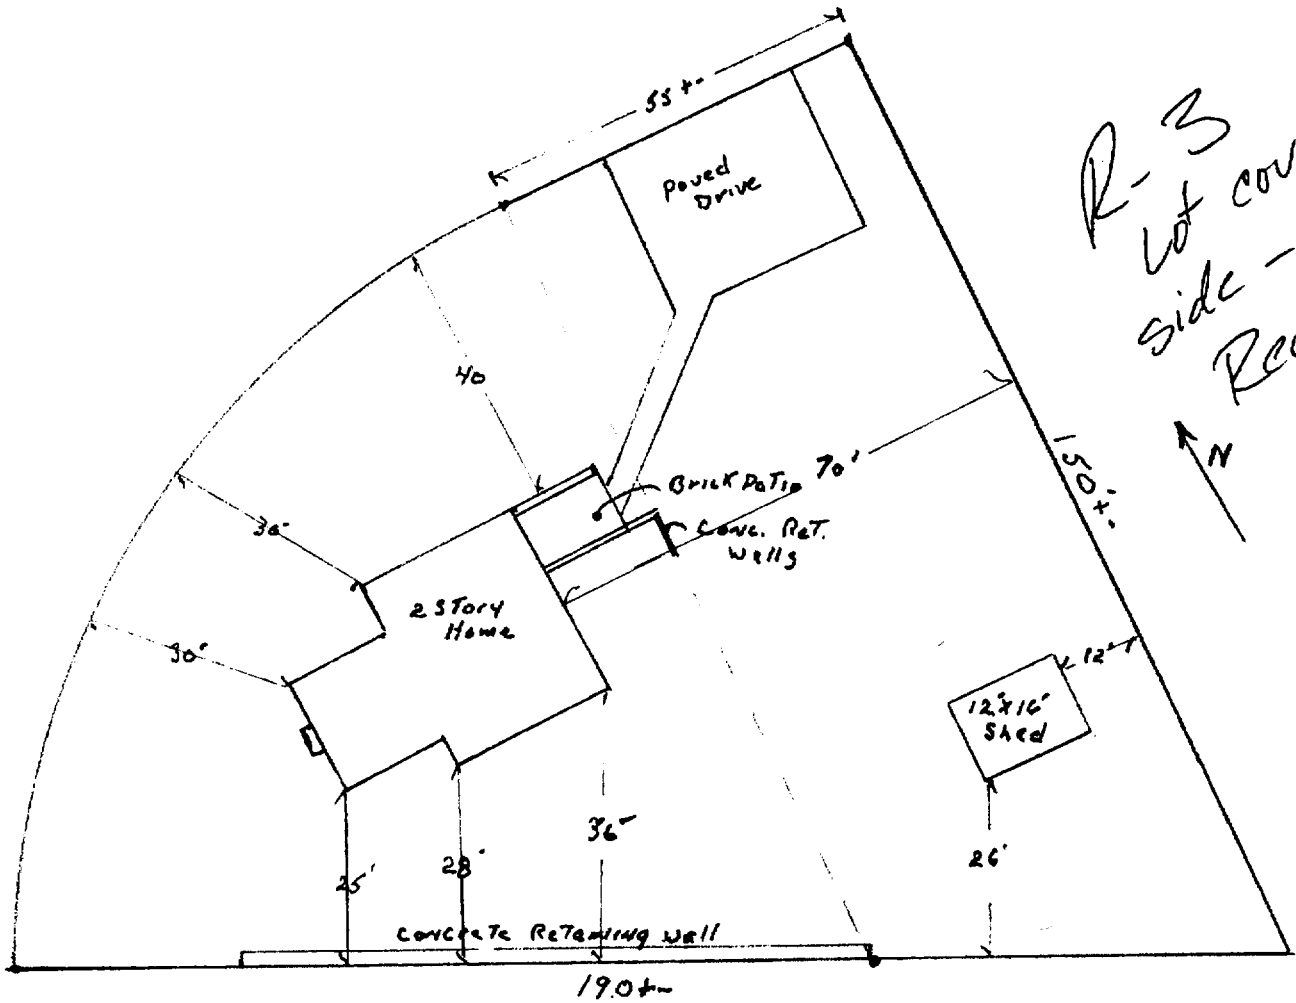 55+-
Paved
Drive
R-3
Lot cov
side -
40
N
Brick Patio
70'
Conc. Ret.
Walls
150+-
36'
2 Story
Home
30'
12'
12'x16'
Shed
36'
25'
28'
26'
Concrete Retaining Wall
190+-